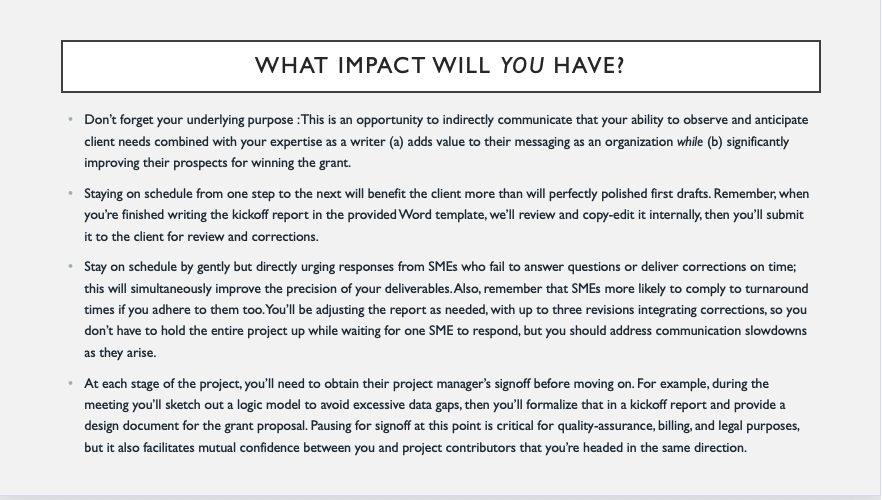 WHAT IMPACT WILL YOU HAVE?
• Don't forget your underlying purpose :This is an opportunity to indirectly communicate that your ability to observe and anticipate
client needs combined with your expertise as a writer (a) adds value to their messaging as an organization while (b) significantly
improving their prospects for winning the grant.
• Staying on schedule from one step to the next will benefit the client more than will perfectly polished first drafts. Remember, when
you're finished writing the kickoff report in the provided Word template, we'll review and copy-edit it internally, then you'll submit
it to the client for review and corrections.
• Stay on schedule by gently but directly urging responses from SMEs who fail to answer questions or deliver corrections on time;
this will simultaneously improve the precision of your deliverables. Also, remember that SMEs more likely to comply to turnaround
times if you adhere to them too. You'll be adjusting the report as needed, with up to three revisions integrating corrections, so you
don't have to hold the entire project up while waiting for one SME to respond, but you should address communication slowdowns
as they arise.
• At each stage of the project, you'll need to obtain their project manager's signoff before moving on. For example, during the
meeting you'll sketch out a logic model to avoid excessive data gaps, then you'll formalize that in a kickoff report and provide a
design document for the grant proposal. Pausing for signoff at this point is critical for quality-assurance, billing, and legal purposes,
but it also facilitates mutual confidence between you and project contributors that you're headed in the same direction.